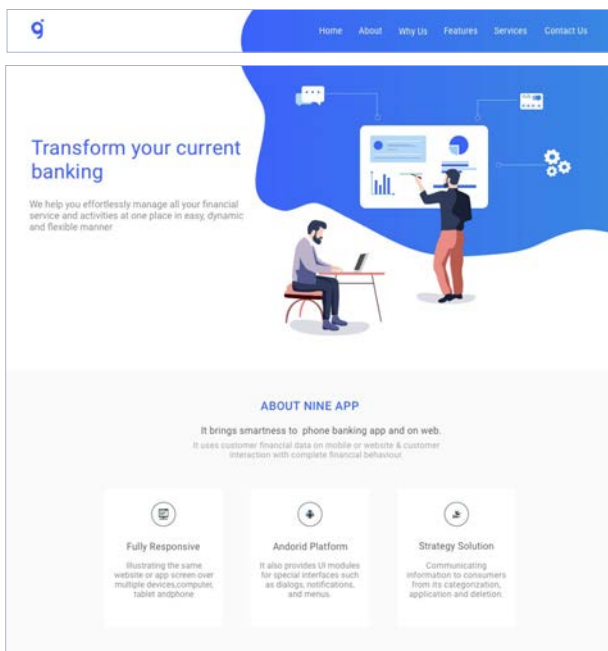 g
Home About Why Us Features Services Contact Us
Transform your current
banking
We help you effortlessly manage all your financial
service and activities at one place in easy, dynamic
and flexible manner
ABOUT NINE APP
It brings smartness to phone banking app and on web.
It uses customer financial data on mobile or website & customer
interaction with complete financial behaviour.
Fully Responsive
Illustrating the same
website or app screen over
multiple devices,computer,
tablet andphone
Andorid Platform
It also provides UI modules
for special interfaces such
as dialogs, notifications,
and menus.
Strategy Solution
Communicating
information to consumers
from its categorization,
application and deletion.